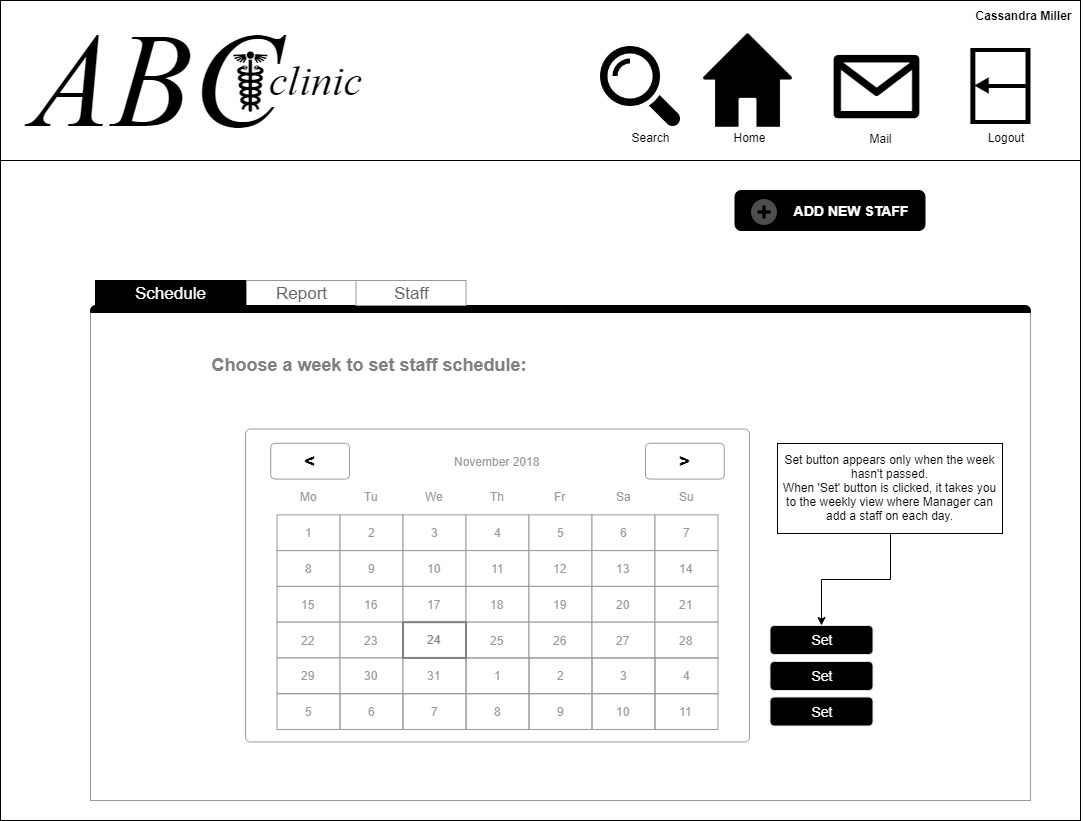 Cassandra Miller
ABC clinic
Search Home Mail Logout
ADD NEW STAFF
Schedule Report Staff
Choose a week to set staff schedule:
< November 2018 >
Mo Tu We Th Fr Sa Su
1 2 3 4 5 6 7
8 9 10 11 12 13 14
15 16 17 18 19 20 21
22 23 24 25 26 27 28
29 30 31 1 2 3 4
5 6 7 8 9 10 11
Set button appears only when the week
hasn't passed.
When 'Set' button is clicked, it takes you
to the weekly view where Manager can
add a staff on each day.
Set
Set
Set